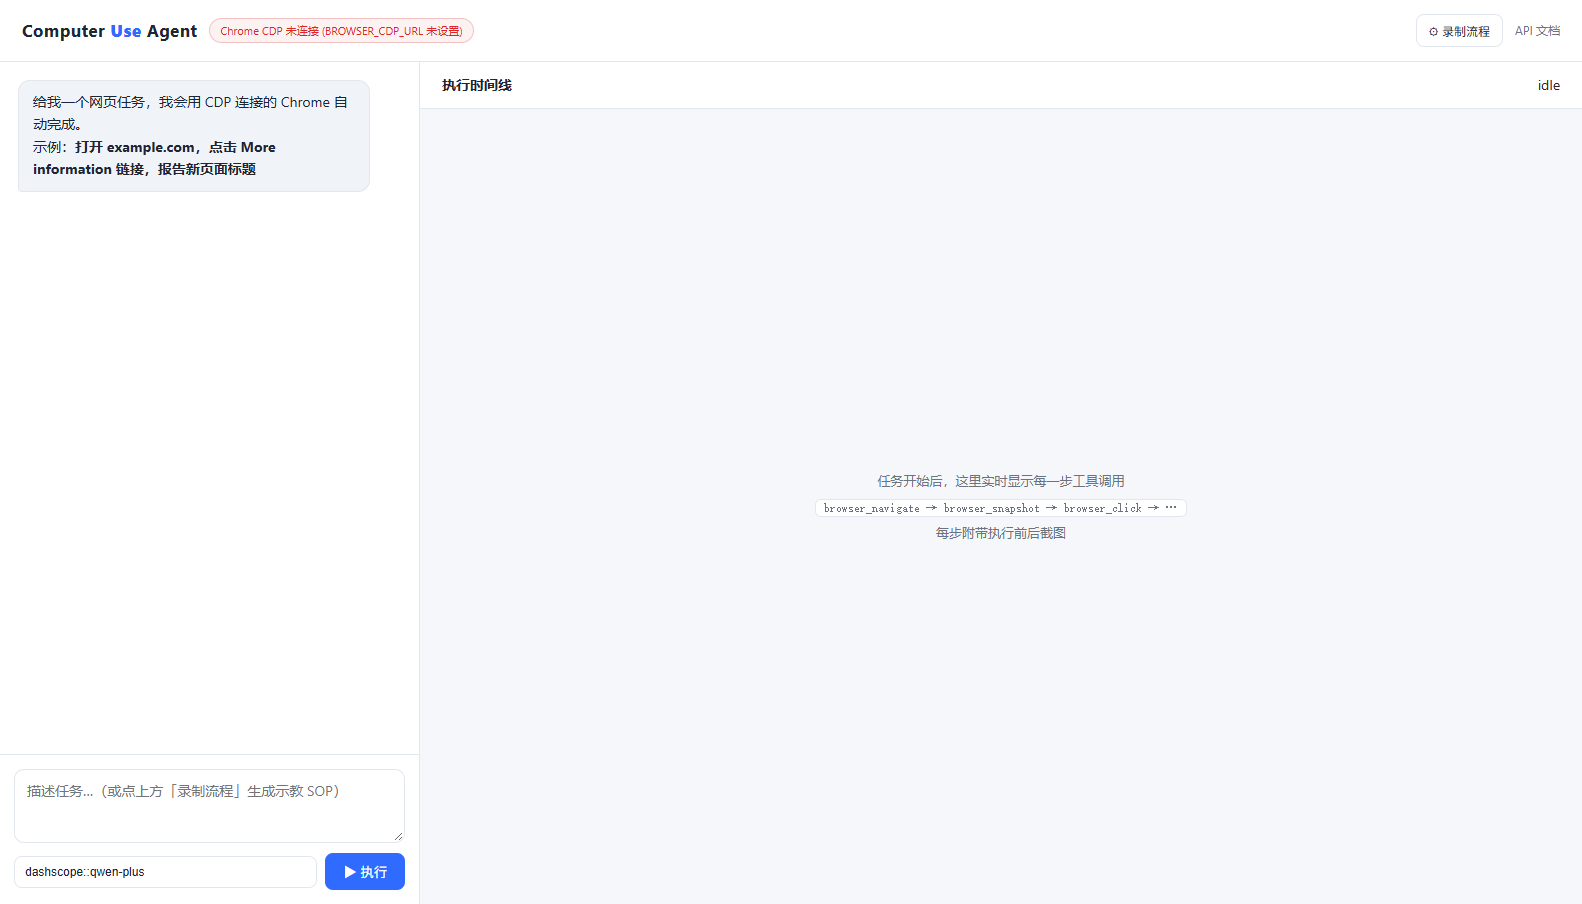 Computer Use Agent
Chrome CDP 未连接 (BROWSER_CDP_URL 未设置)
⚙ 录制流程
API 文档
给我一个网页任务，我会用 CDP 连接的 Chrome 自
动完成。
示例：打开 example.com，点击 More
information 链接，报告新页面标题
执行时间线
idle
任务开始后，这里实时显示每一步工具调用
browser_navigate → browser_snapshot → browser_click → ⋯
每步附带执行前后截图
描述任务...（或点上方「录制流程」生成示教 SOP）
dashscope::qwen-plus
▶ 执行